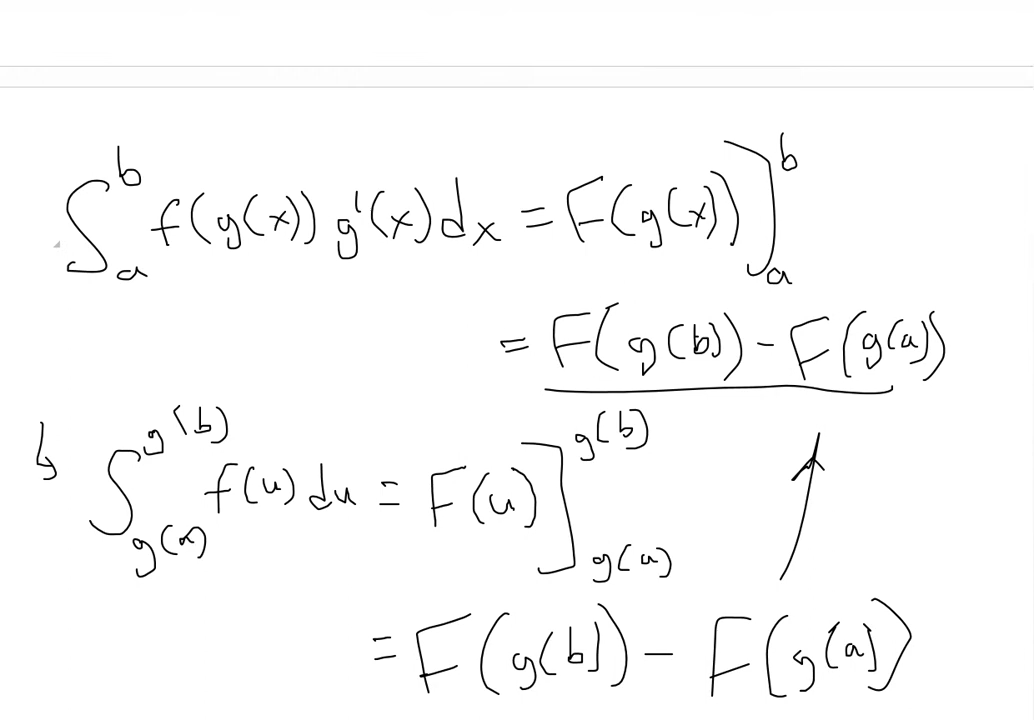 ∫_a^b f(g(x)) g'(x) dx = F(g(x))]_a^b
= F(g(b)) - F(g(a))
↳ ∫_{g(a)}^{g(b)} f(u) du = F(u)]_{g(a)}^{g(b)}
= F(g(b)) - F(g(a))